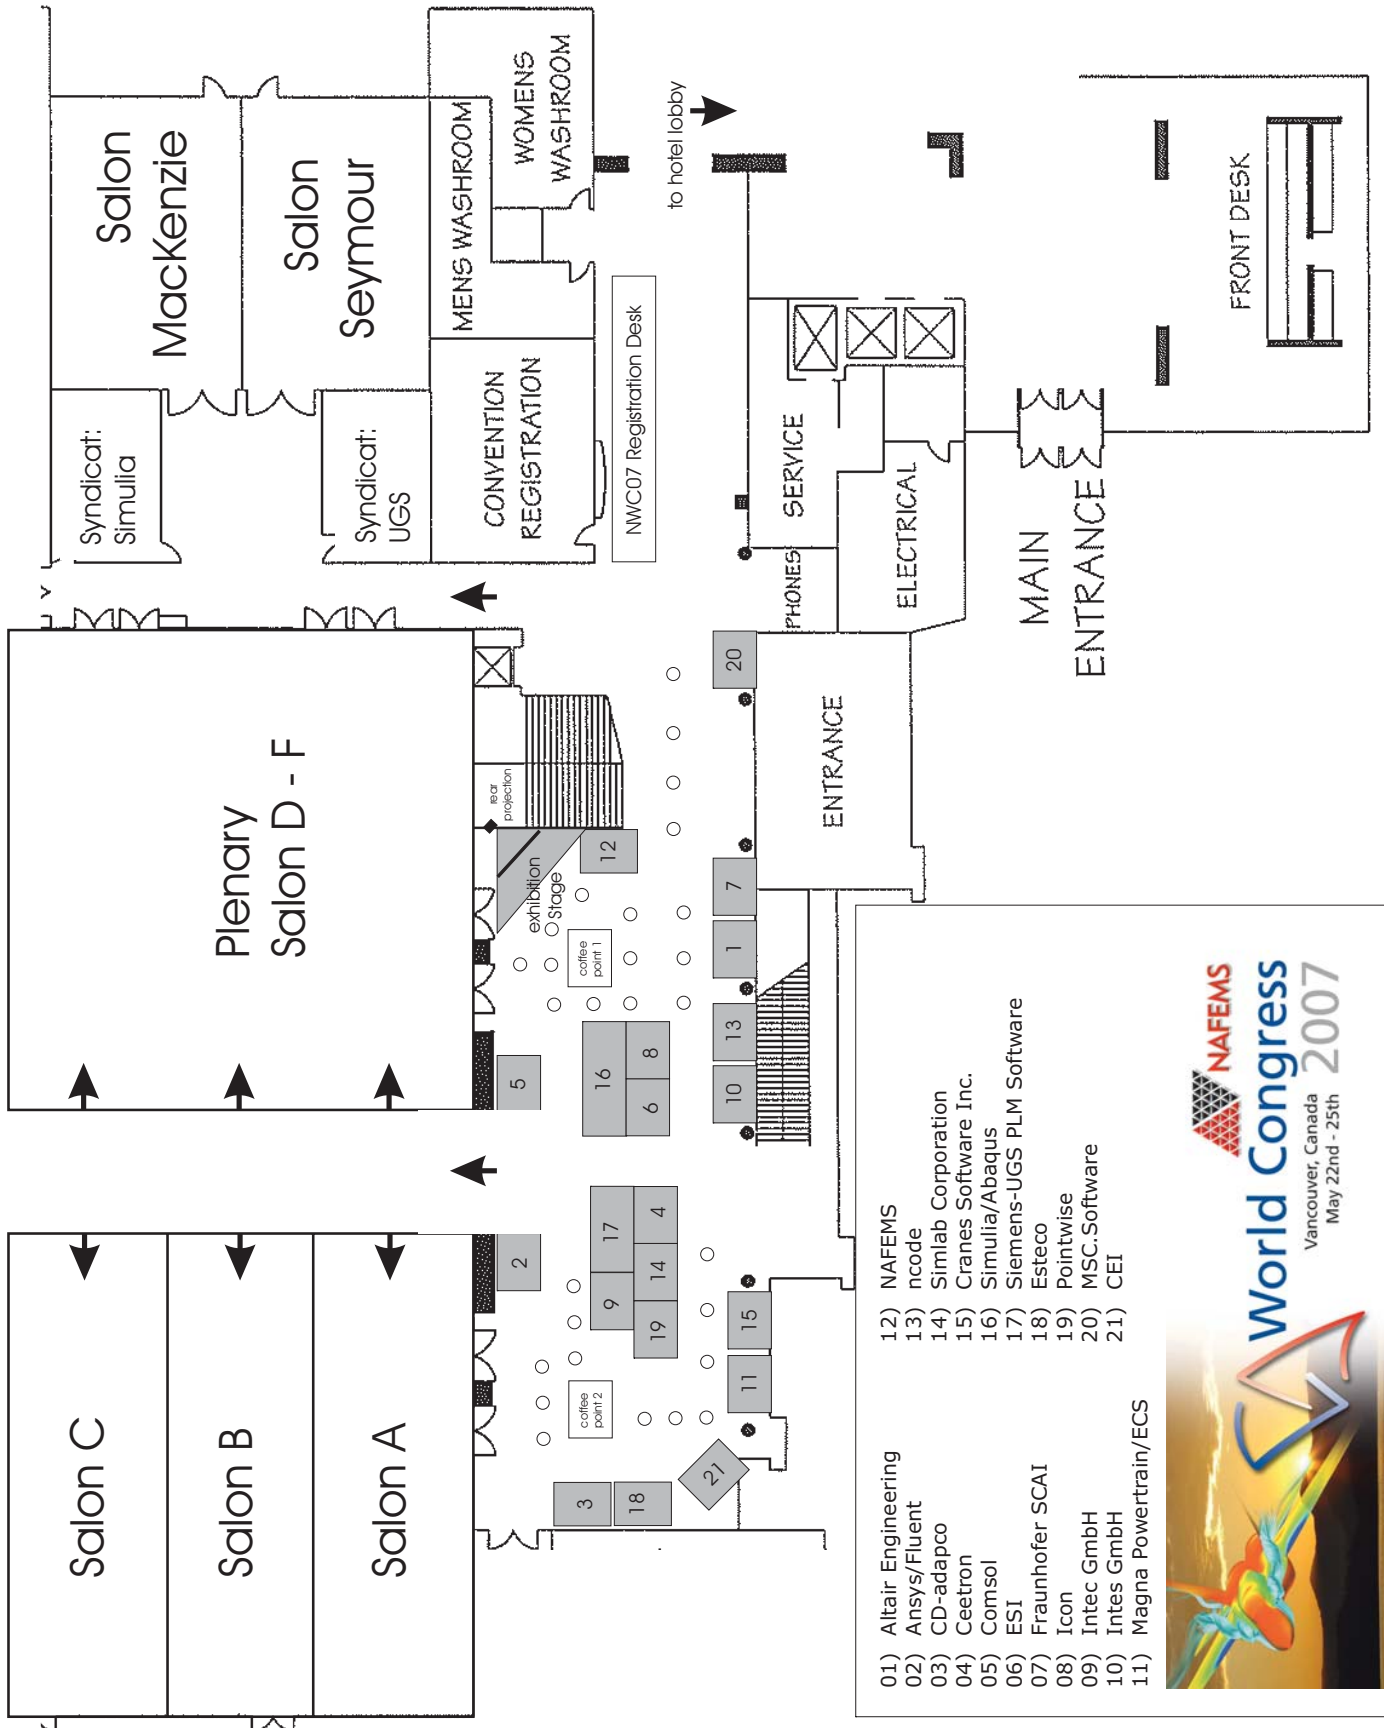 Salon C
Salon B
Salon A
Plenary
Salon D - F
Syndicat:
Simulia
Syndicat:
UGS
Salon
MacKenzie
Salon
Seymour
MENS WASHROOM
WOMENS
WASHROOM
CONVENTION
REGISTRATION
NWC07 Registration Desk
to hotel lobby
rear
projection
exhibition
Stage
coffee
point 1
coffee
point 2
3
18
21
2
9
17
19
14
4
11
15
5
16
6
8
10
13
1
7
12
20
ENTRANCE
PHONES
SERVICE
ELECTRICAL
MAIN
ENTRANCE
FRONT DESK
01) Altair Engineering
02) Ansys/Fluent
03) CD-adapco
04) Ceetron
05) Comsol
06) ESI
07) Fraunhofer SCAI
08) Icon
09) Intec GmbH
10) Intes GmbH
11) Magna Powertrain/ECS
12) NAFEMS
13) ncode
14) Simlab Corporation
15) Cranes Software Inc.
16) Simulia/Abaqus
17) Siemens-UGS PLM Software
18) Esteco
19) Pointwise
20) MSC.Software
21) CEI
NAFEMS
World Congress
Vancouver, Canada
May 22nd - 25th
2007